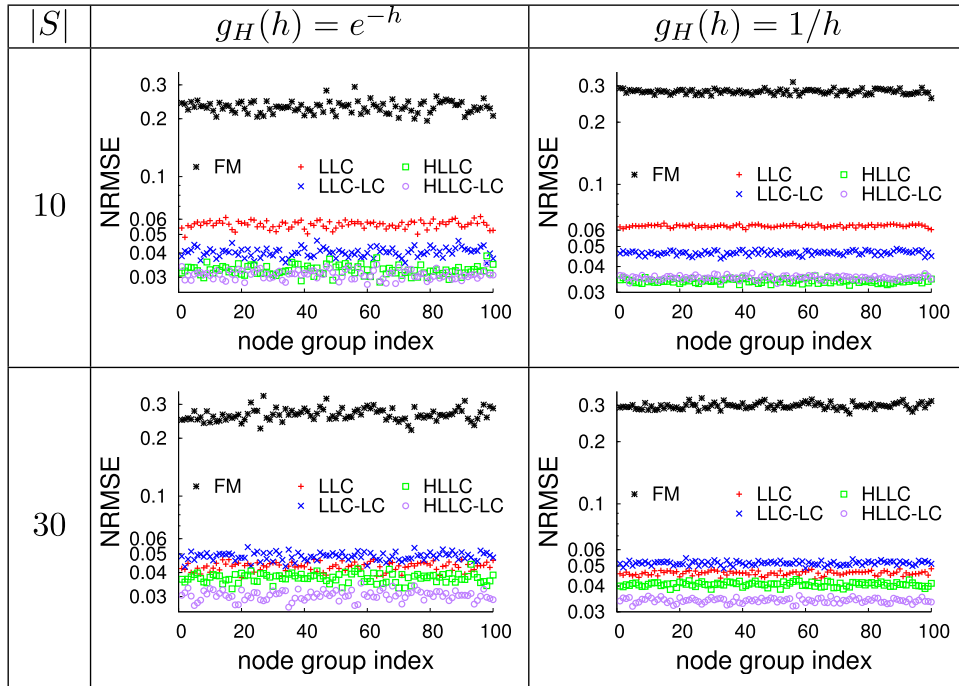 |S| g_H(h) = e^{-h} g_H(h) = 1/h
10
NRMSE
0.3
0.2
0.1
0.06
0.05
0.04
0.03
FM LLC HLLC
LLC-LC HLLC-LC
0 20 40 60 80 100
node group index
NRMSE
0.3
0.2
0.1
0.06
0.05
0.04
0.03
FM LLC HLLC
LLC-LC HLLC-LC
0 20 40 60 80 100
node group index
30
NRMSE
0.3
0.2
0.1
0.06
0.05
0.04
0.03
FM LLC HLLC
LLC-LC HLLC-LC
0 20 40 60 80 100
node group index
NRMSE
0.3
0.2
0.1
0.06
0.05
0.04
0.03
FM LLC HLLC
LLC-LC HLLC-LC
0 20 40 60 80 100
node group index